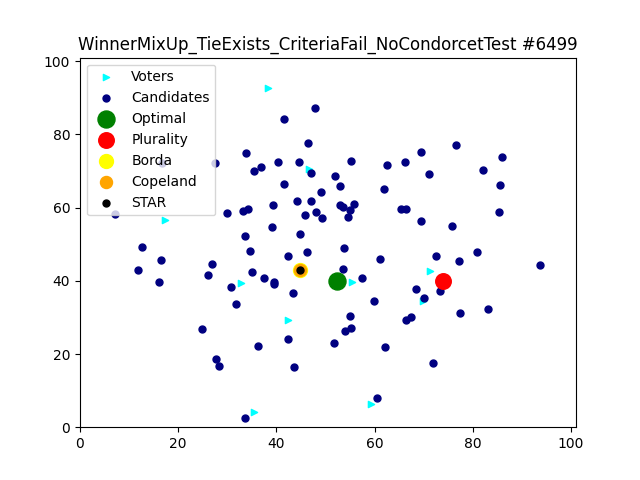 WinnerMixUp_TieExists_CriteriaFail_NoCondorcetTest #6499
100
80
60
40
20
0
Voters
Candidates
Optimal
Plurality
Borda
Copeland
STAR
0 20 40 60 80 100